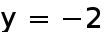 y = −2